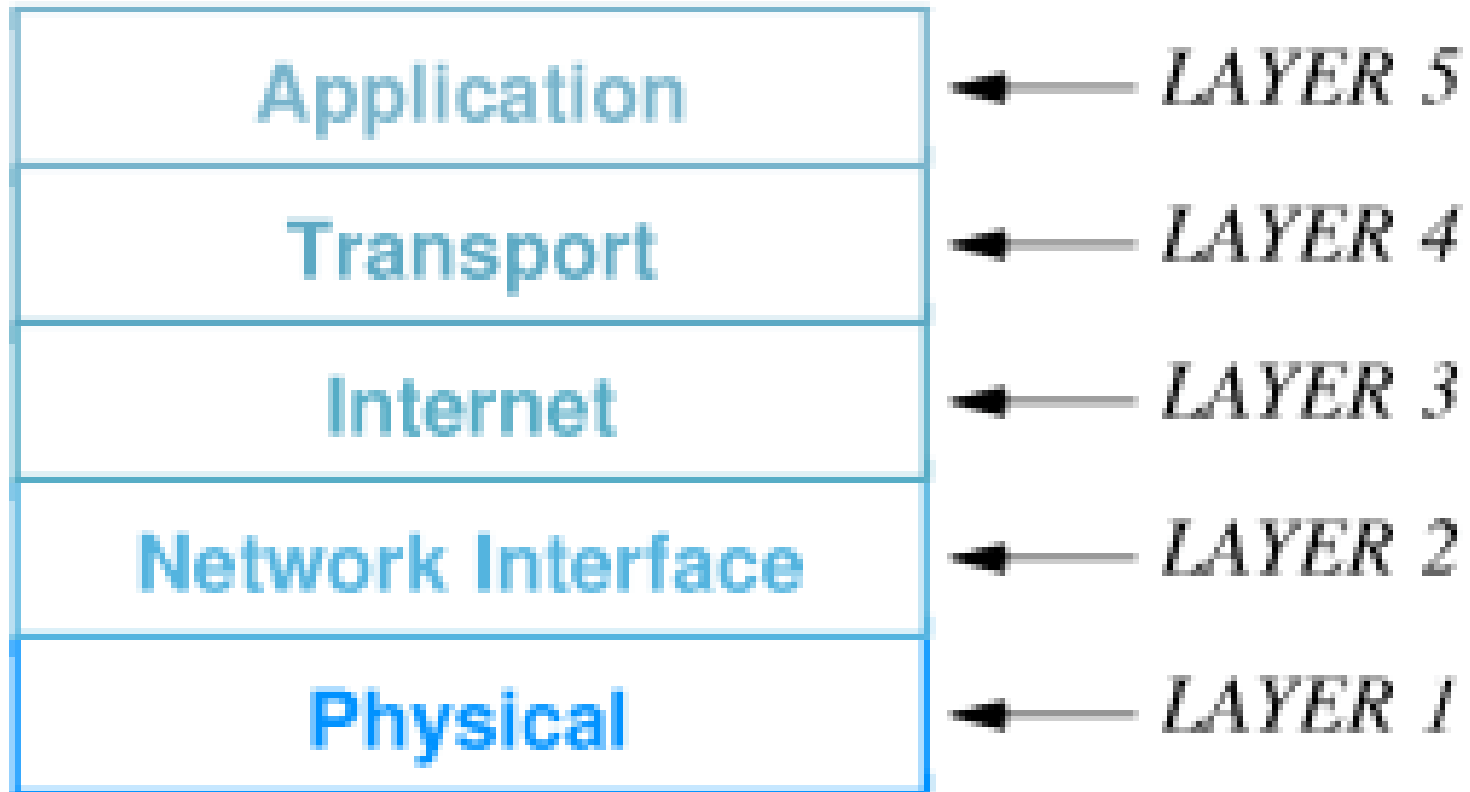 Application
LAYER 5
Transport
LAYER 4
Internet
LAYER 3
Network Interface
LAYER 2
Physical
LAYER 1